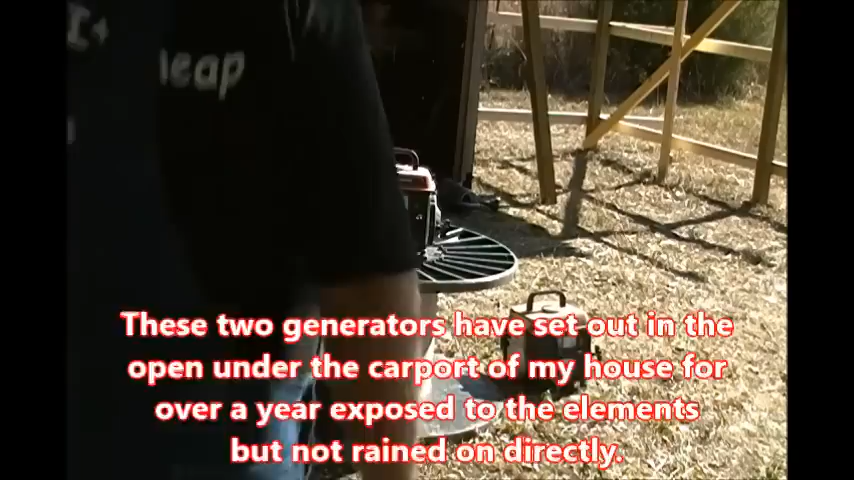 These two generators have set out in the
open under the carport of my house for
over a year exposed to the elements
but not rained on directly.